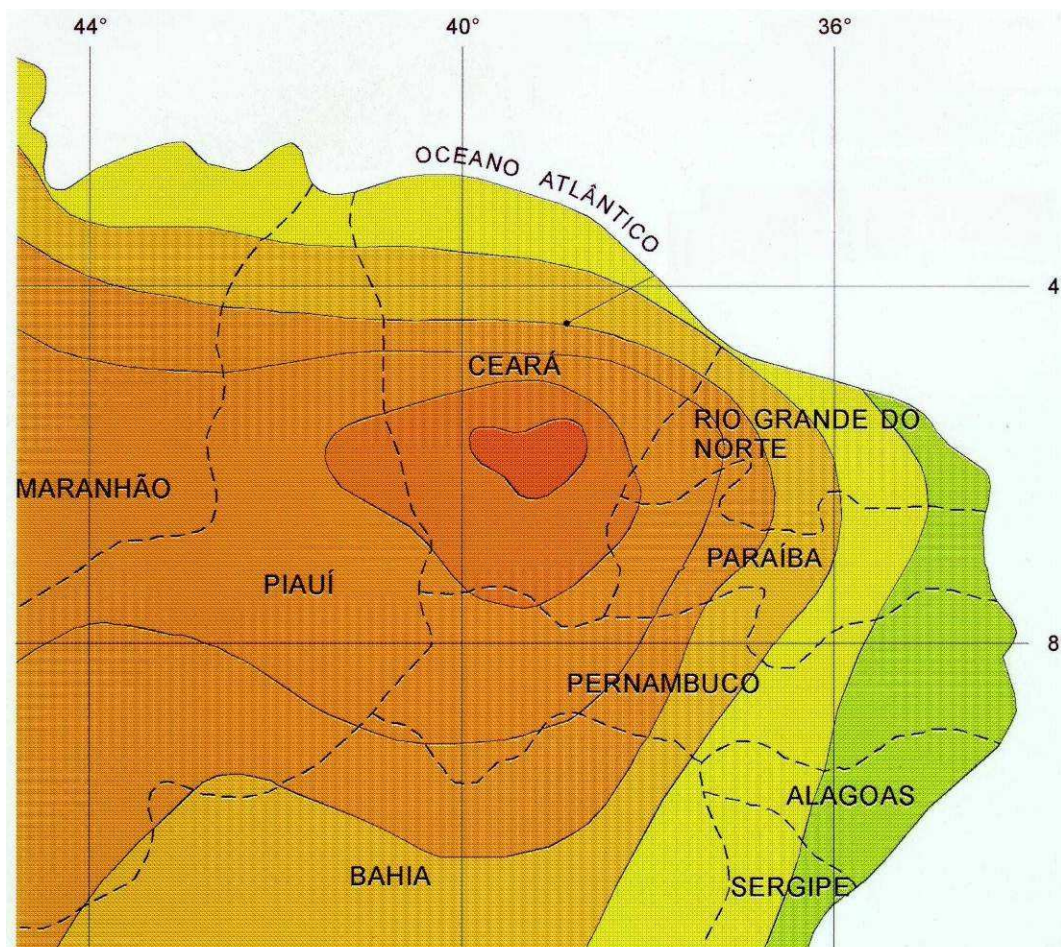 44°
40°
36°
OCEANO ATLÂNTICO
4
CEARÁ
RIO GRANDE DO
NORTE
MARANHÃO
PARAÍBA
PIAUÍ
8
PERNAMBUCO
ALAGOAS
BAHIA
SERGIPE